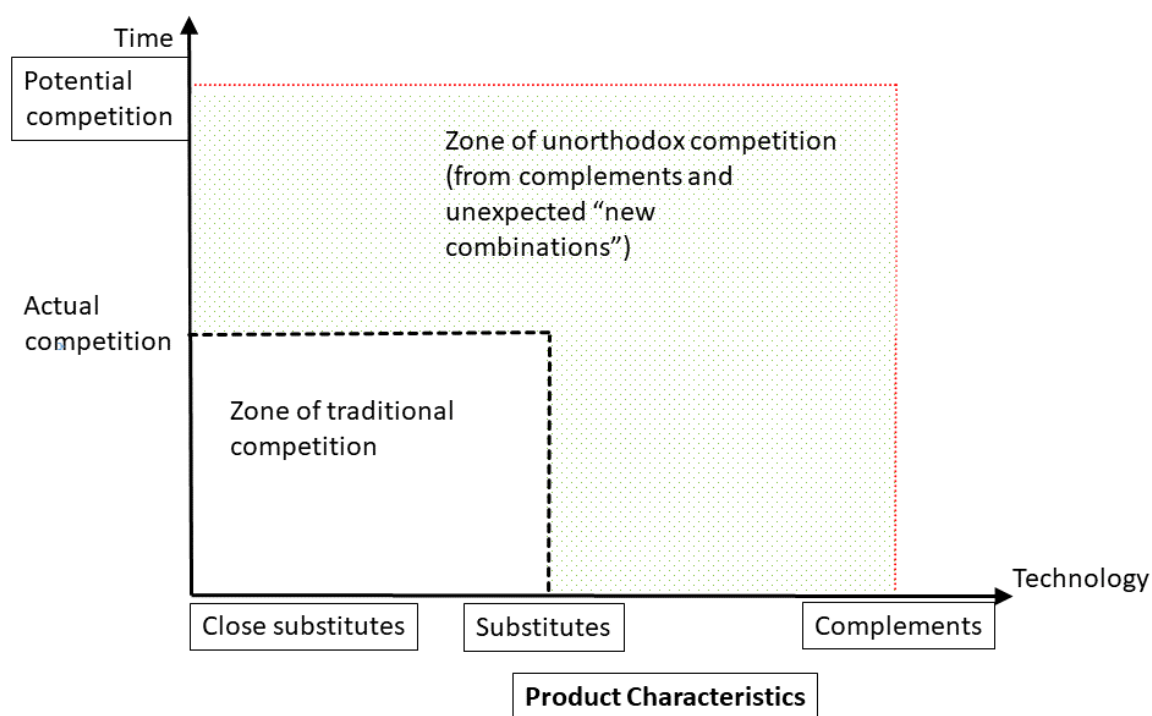 Time
Potential
competition
Zone of unorthodox competition
(from complements and
unexpected “new
combinations”)
Actual
competition
Zone of traditional
competition
Technology
Close substitutes
Substitutes
Complements
Product Characteristics